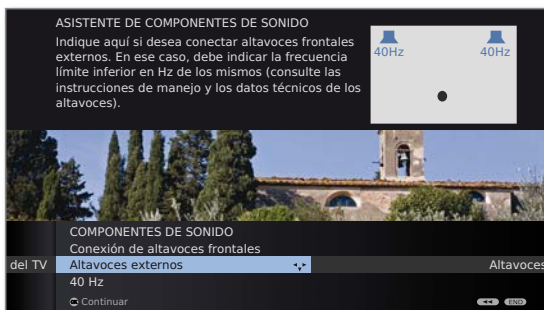 ASISTENTE DE COMPONENTES DE SONIDO
Indique aquí si desea conectar altavoces frontales
externos. En ese caso, debe indicar la frecuencia
límite inferior en Hz de los mismos (consulte las
instrucciones de manejo y los datos técnicos de los
altavoces).
40Hz 40Hz
COMPONENTES DE SONIDO
Conexión de altavoces frontales
del TV Altavoces externos Altavoces
40 Hz
OK Continuar END